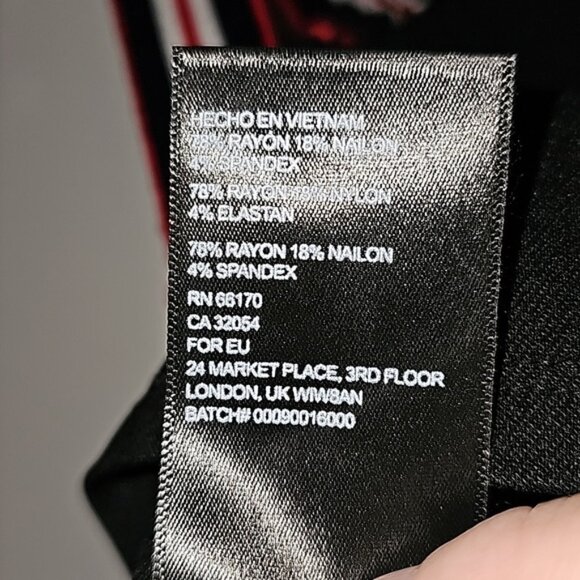 HECHO EN VIETNAM
78% RAYON 18% NAILON
4% SPANDEX
78% RAYON 18% NYLON
4% ELASTAN
78% RAYON 18% NAILON
4% SPANDEX
RN 66170
CA 32054
FOR EU
24 MARKET PLACE, 3RD FLOOR
LONDON, UK WIW8AN
BATCH# 00090016000